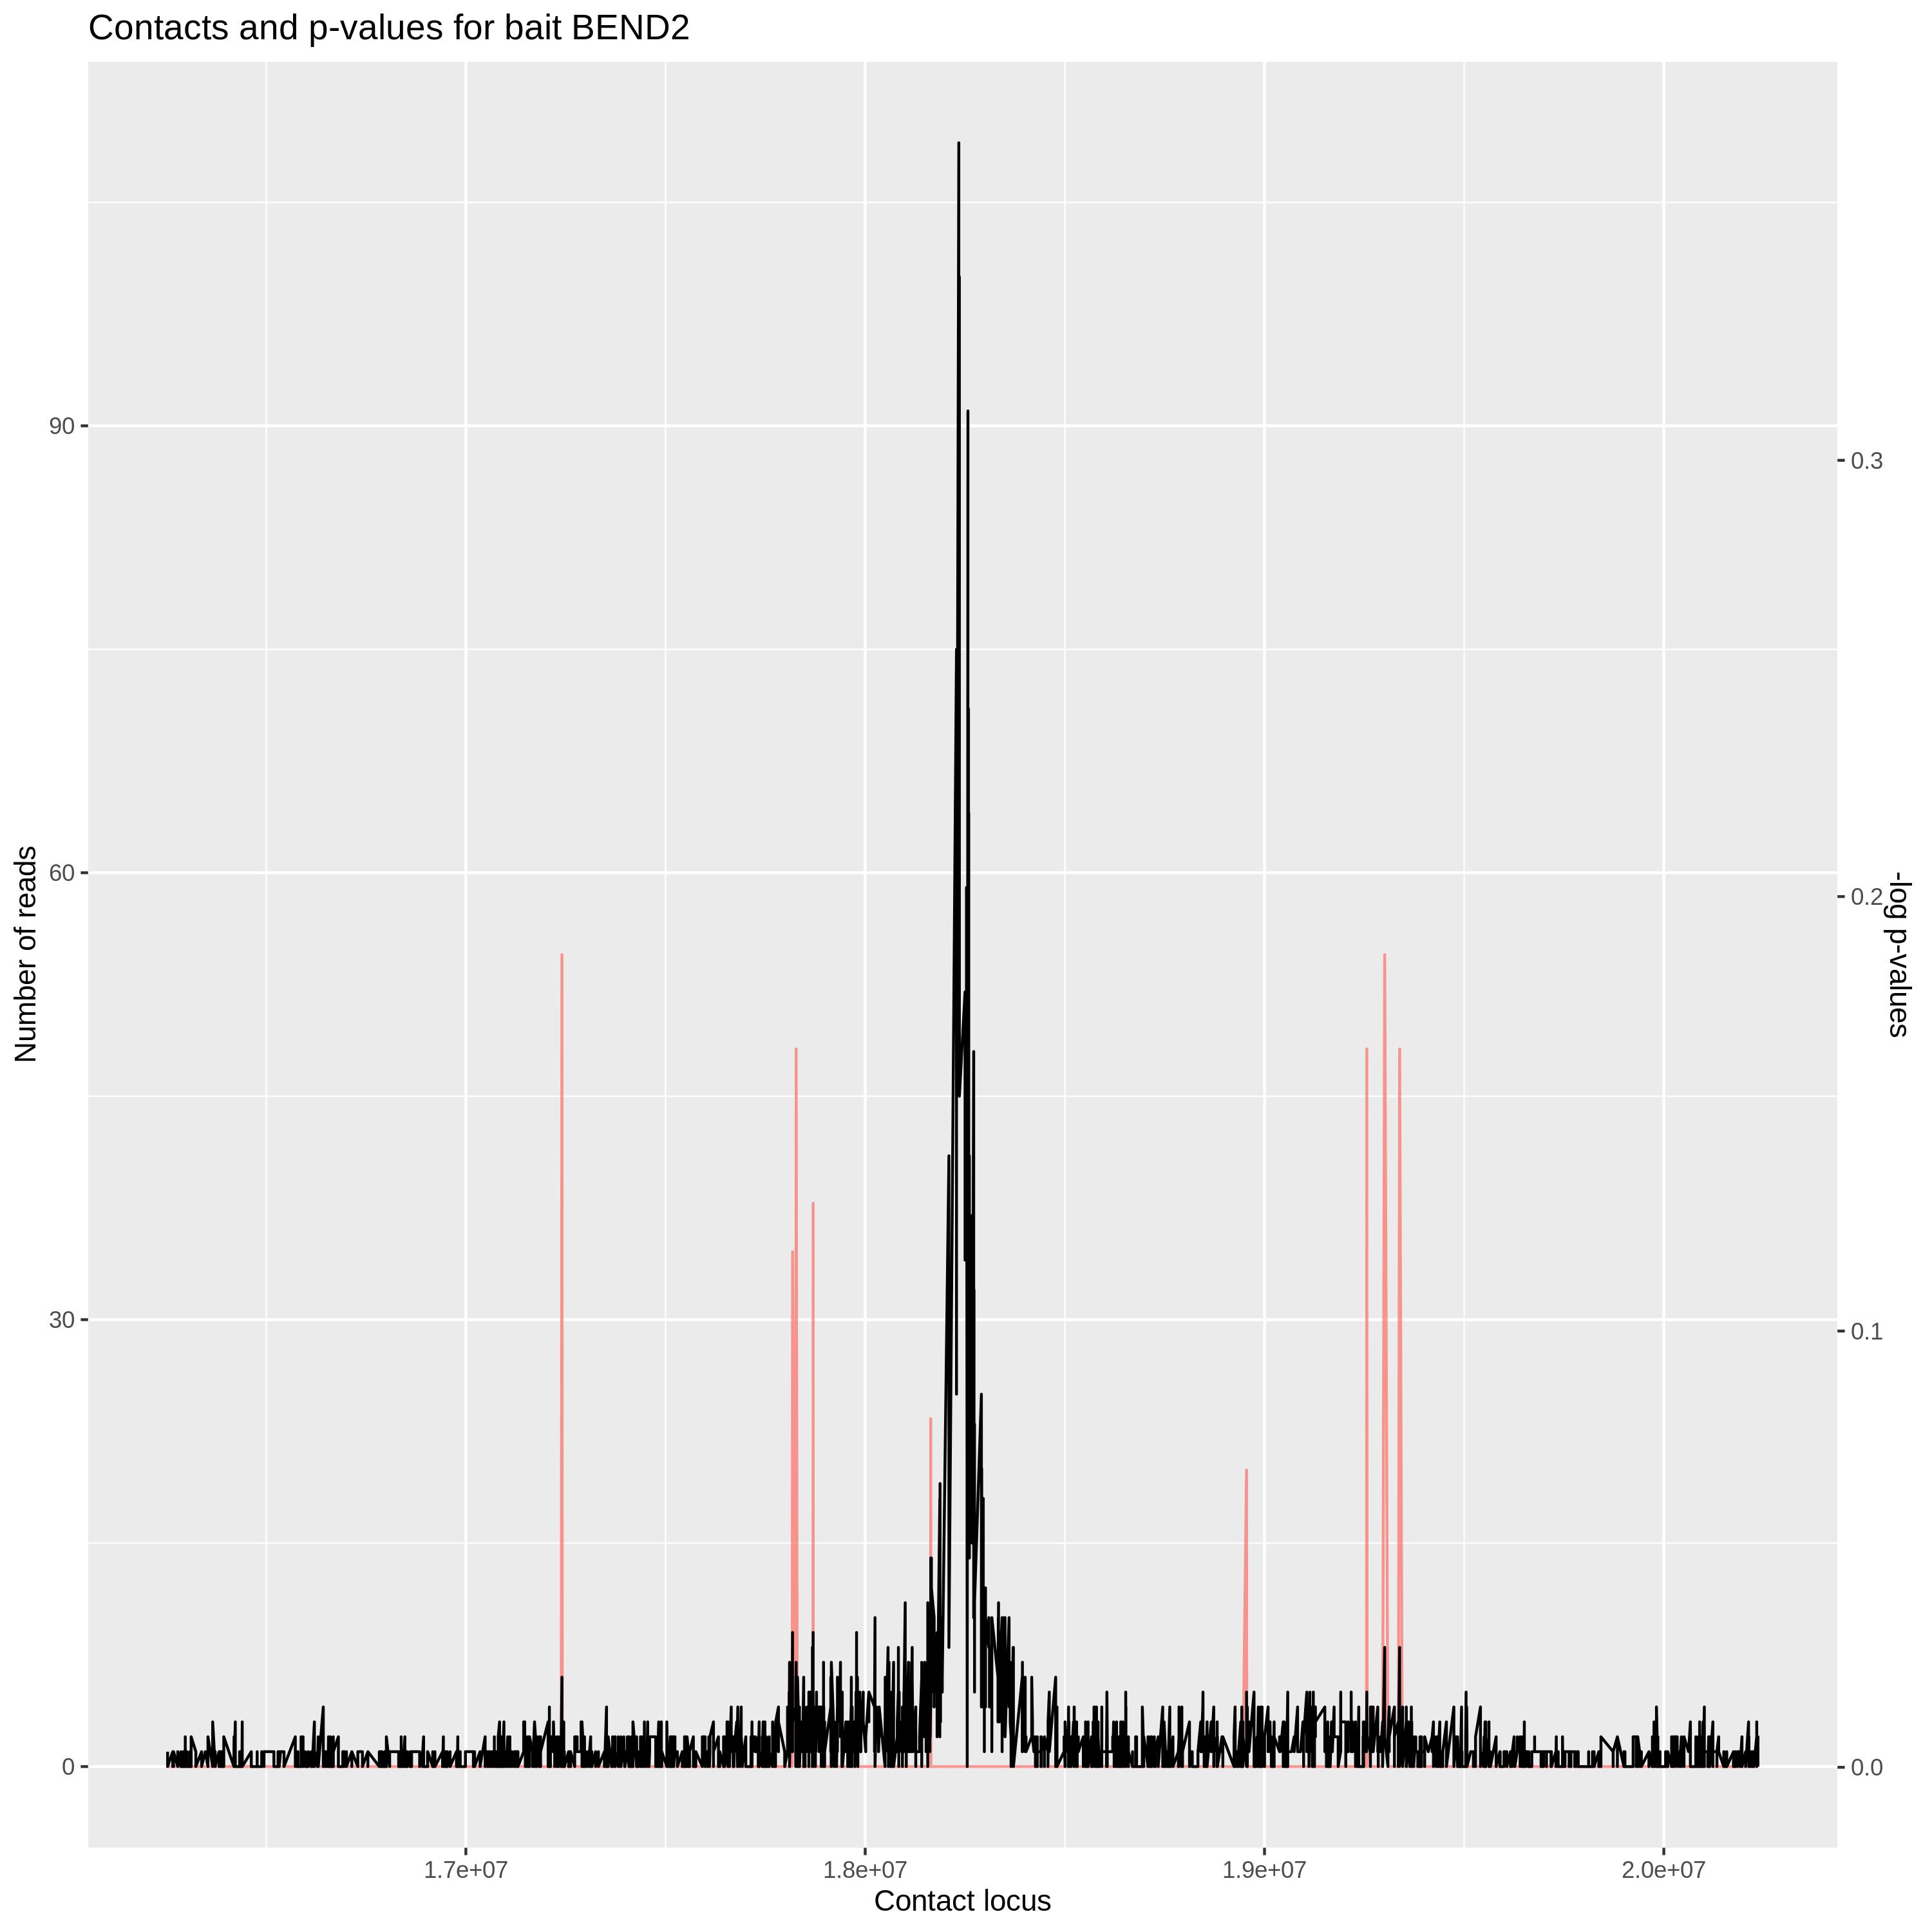 Contacts and p-values for bait BEND2
90
60
30
0
Number of reads
0.3
0.2
0.1
0.0
-log p-values
1.7e+07
1.8e+07
1.9e+07
2.0e+07
Contact locus